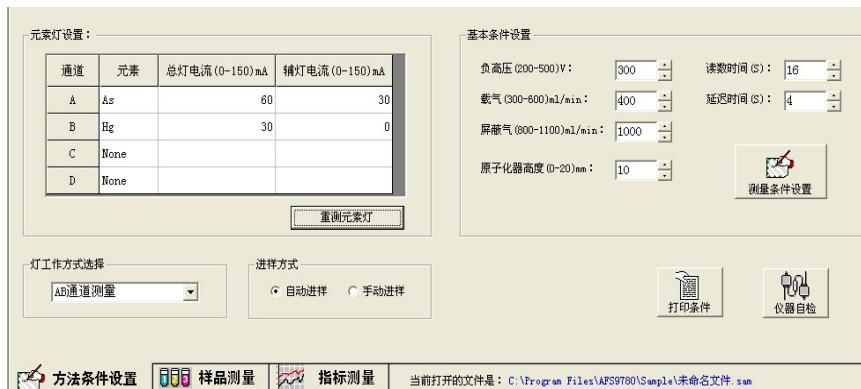 元素灯设置：
通道 元素 总灯电流(0-150)mA 辅灯电流(0-150)mA
A As 60 30
B Hg 30 0
C None
D None
重测元素灯
基本条件设置
负高压(200-500)V： 300 读数时间(S)： 16
载气(300-600)ml/min： 400 延迟时间(S)： 4
屏蔽气(800-1100)ml/min： 1000
原子化器高度(0-20)mm： 10
测量条件设置
灯工作方式选择
AB通道测量
进样方式
自动进样 手动进样
打印条件
仪器自检
方法条件设置 样品测量 指标测量 当前打开的文件是：C:\Program Files\AFS9780\Sample\未命名文件.sam